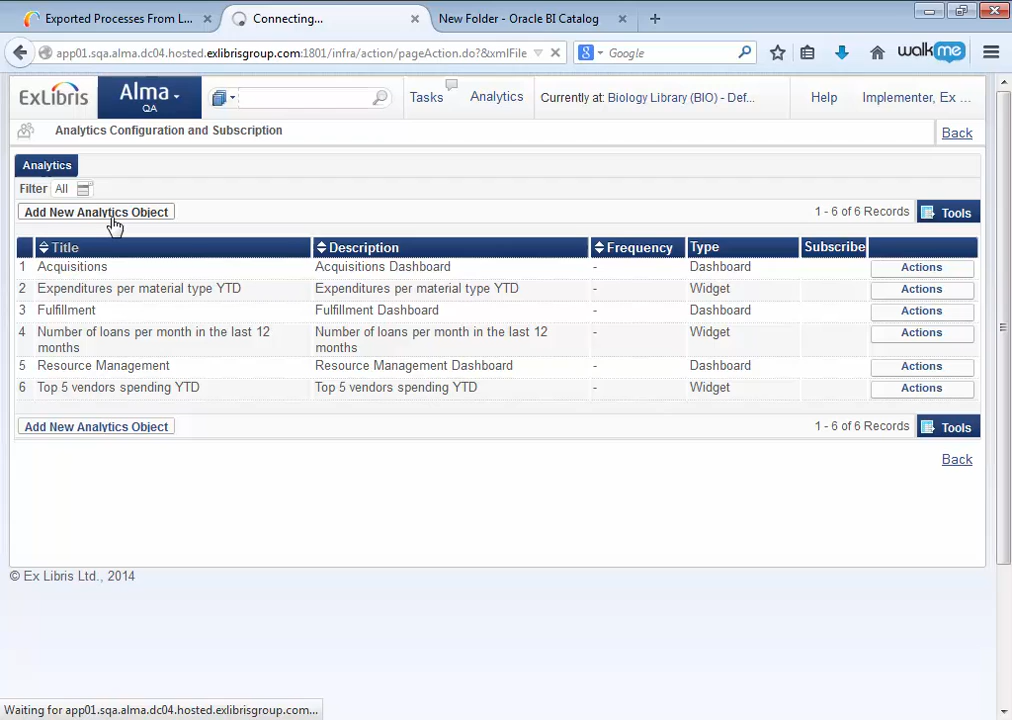 Exported Processes From L...
Connecting...
New Folder - Oracle BI Catalog
app01.sqa.alma.dc04.hosted.exlibrisgroup.com:1801/infra/action/pageAction.do?&xmlFile
Google
walkme
ExLibris
Alma
QA
Tasks
Analytics
Currently at: Biology Library (BIO) - Def...
Help
Implementer, Ex ...
Analytics Configuration and Subscription
Back
Analytics
Filter All
Add New Analytics Object
1 - 6 of 6 Records
Tools
Title Description Frequency Type Subscribe
1 Acquisitions Acquisitions Dashboard - Dashboard Actions
2 Expenditures per material type YTD Expenditures per material type YTD - Widget Actions
3 Fulfillment Fulfillment Dashboard - Dashboard Actions
4 Number of loans per month in the last 12 Number of loans per month in the last 12 - Widget Actions
months months
5 Resource Management Resource Management Dashboard - Dashboard Actions
6 Top 5 vendors spending YTD Top 5 vendors spending YTD - Widget Actions
Add New Analytics Object
1 - 6 of 6 Records
Tools
Back
© Ex Libris Ltd., 2014
Waiting for app01.sqa.alma.dc04.hosted.exlibrisgroup.com...